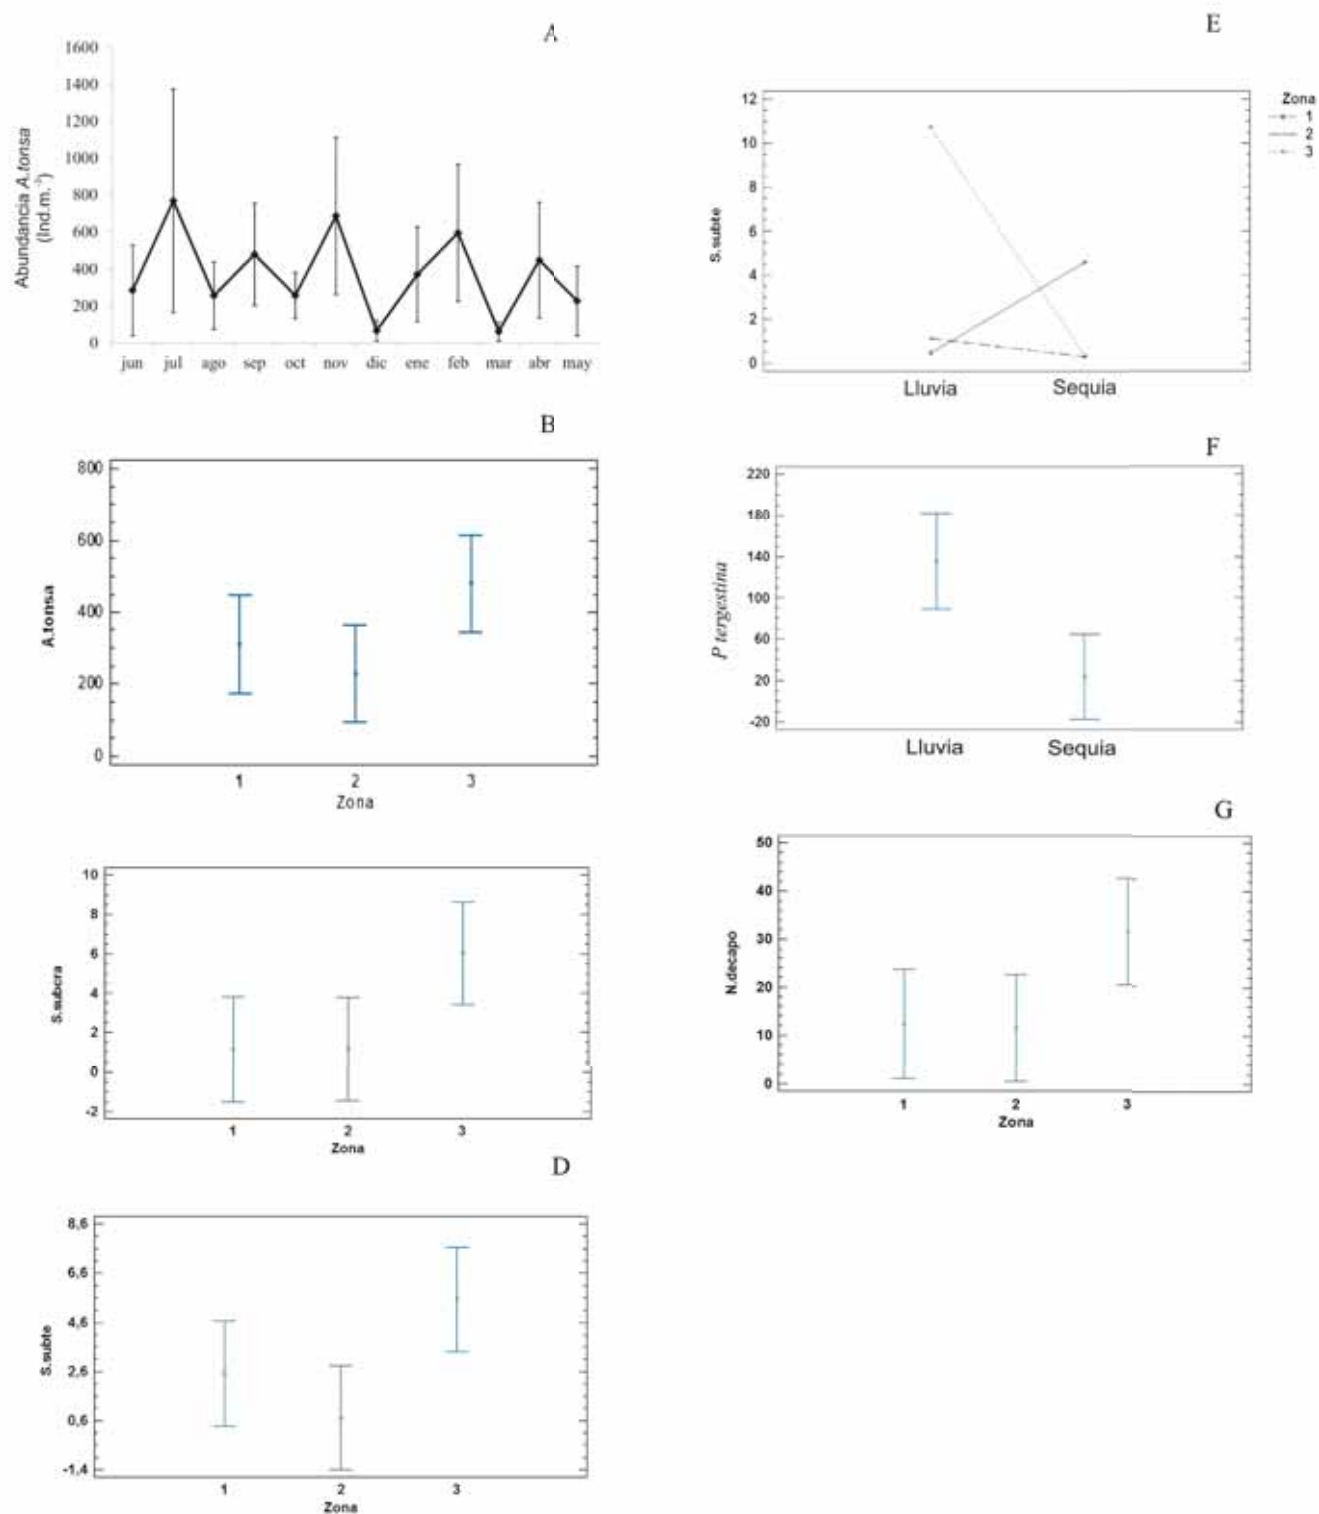 A
1600
1400
1200
1000
800
600
400
200
0
Abundancia A.tonsa
(Ind.m.⁻³)
jun jul ago sep oct nov dic ene feb mar abr may
B
800
600
400
200
0
A.tonsa
1 2 3
Zona
10
8
6
4
2
0
-2
S.subcra
1 2 3
Zona
D
8,6
6,6
4,6
2,6
0,6
-1,4
S.subte
1 2 3
Zona
E
12
10
8
6
4
2
0
S.subte
Lluvia Sequia
Zona
1
2
3
F
220
180
140
100
60
20
-20
P tergestina
Lluvia Sequia
G
50
40
30
20
10
0
N.decapo
1 2 3
Zona